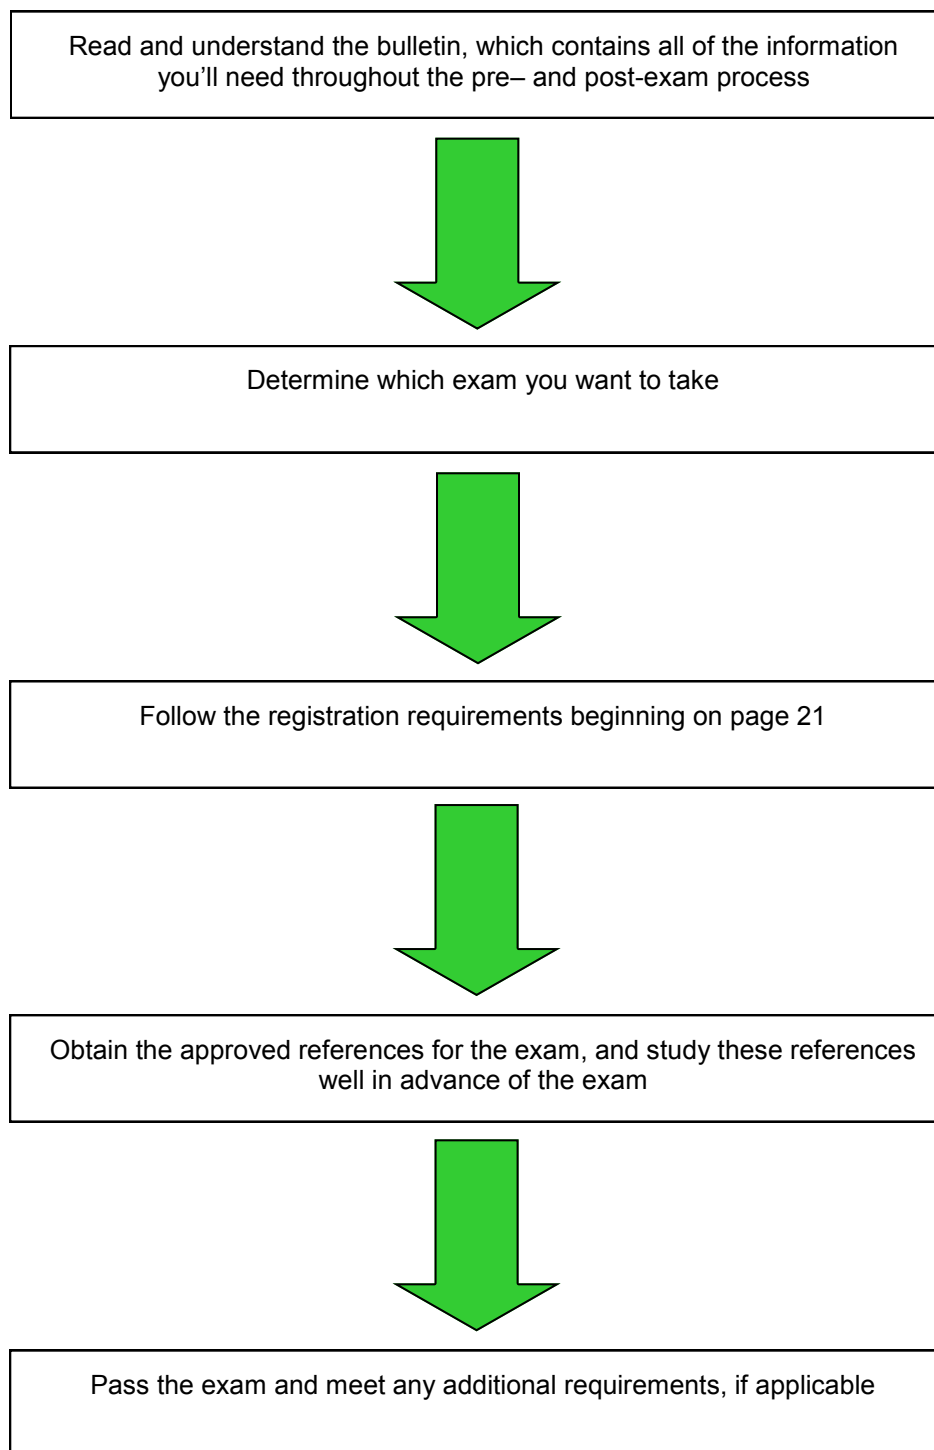 Read and understand the bulletin, which contains all of the information
you’ll need throughout the pre– and post-exam process
Determine which exam you want to take
Follow the registration requirements beginning on page 21
Obtain the approved references for the exam, and study these references
well in advance of the exam
Pass the exam and meet any additional requirements, if applicable